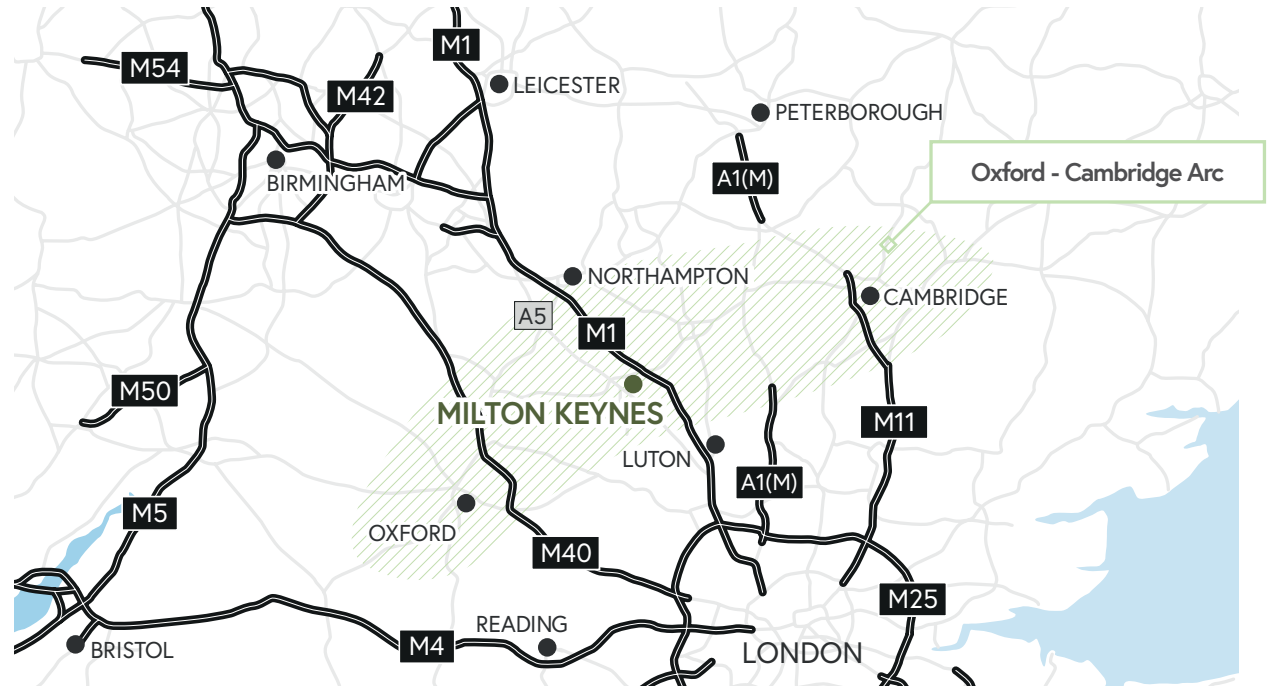 M1
M54
LEICESTER
M42
PETERBOROUGH
Oxford - Cambridge Arc
A1(M)
BIRMINGHAM
NORTHAMPTON
CAMBRIDGE
A5
M1
M50
MILTON KEYNES
M11
LUTON
A1(M)
M5
OXFORD
M40
M25
READING
M4
BRISTOL
LONDON